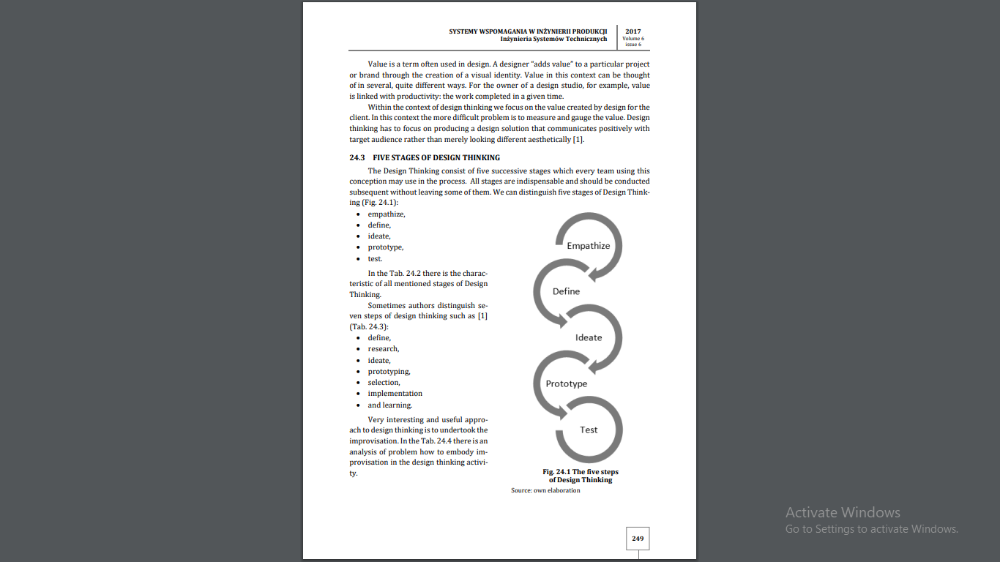 SYSTEMY WSPOMAGANIA W INŻYNIERII PRODUKCJI
Inżynieria Systemów Technicznych
2017
Volume 6
issue 6
Value is a term often used in design. A designer “adds value” to a particular project
or brand through the creation of a visual identity. Value in this context can be thought
of in several, quite different ways. For the owner of a design studio, for example, value
is linked with productivity: the work completed in a given time.
Within the context of design thinking we focus on the value created by design for the
client. In this context the more difficult problem is to measure and gauge the value. Design
thinking has to focus on producing a design solution that communicates positively with
target audience rather than merely looking different aesthetically [1].
24.3 FIVE STAGES OF DESIGN THINKING
The Design Thinking consist of five successive stages which every team using this
conception may use in the process. All stages are indispensable and should be conducted
subsequent without leaving some of them. We can distinguish five stages of Design Think-
ing (Fig. 24.1):
• empathize,
• define,
• ideate,
• prototype,
• test.
In the Tab. 24.2 there is the charac-
teristic of all mentioned stages of Design
Thinking.
Sometimes authors distinguish se-
ven steps of design thinking such as [1]
(Tab. 24.3):
• define,
• research,
• ideate,
• prototyping,
• selection,
• implementation
• and learning.
Very interesting and useful appro-
ach to design thinking is to undertook the
improvisation. In the Tab. 24.4 there is an
analysis of problem how to embody im-
provisation in the design thinking activi-
ty.
Empathize
Define
Ideate
Prototype
Test
Fig. 24.1 The five steps
of Design Thinking
Source: own elaboration
249
Activate Windows
Go to Settings to activate Windows.